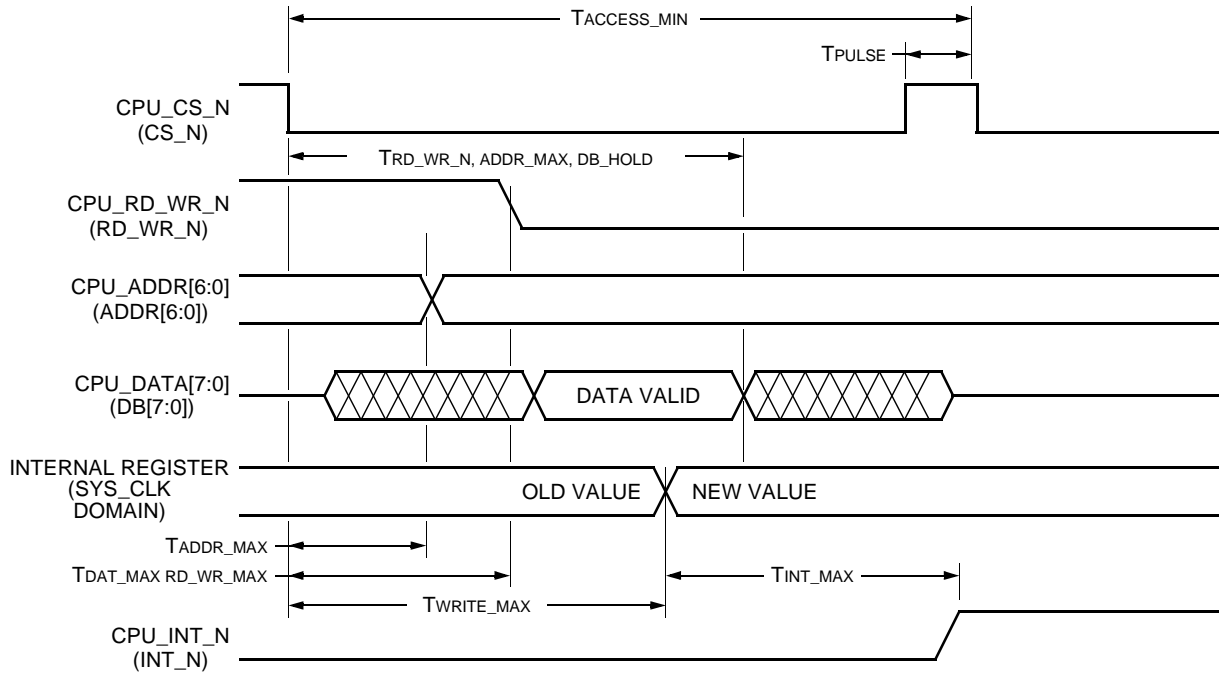 TACCESS_MIN
TPULSE
CPU_CS_N
(CS_N)
TRD_WR_N, ADDR_MAX, DB_HOLD
CPU_RD_WR_N
(RD_WR_N)
CPU_ADDR[6:0]
(ADDR[6:0])
CPU_DATA[7:0]
(DB[7:0])
DATA VALID
INTERNAL REGISTER
(SYS_CLK
DOMAIN)
OLD VALUE
NEW VALUE
TADDR_MAX
TDAT_MAX RD_WR_MAX
TINT_MAX
TWRITE_MAX
CPU_INT_N
(INT_N)